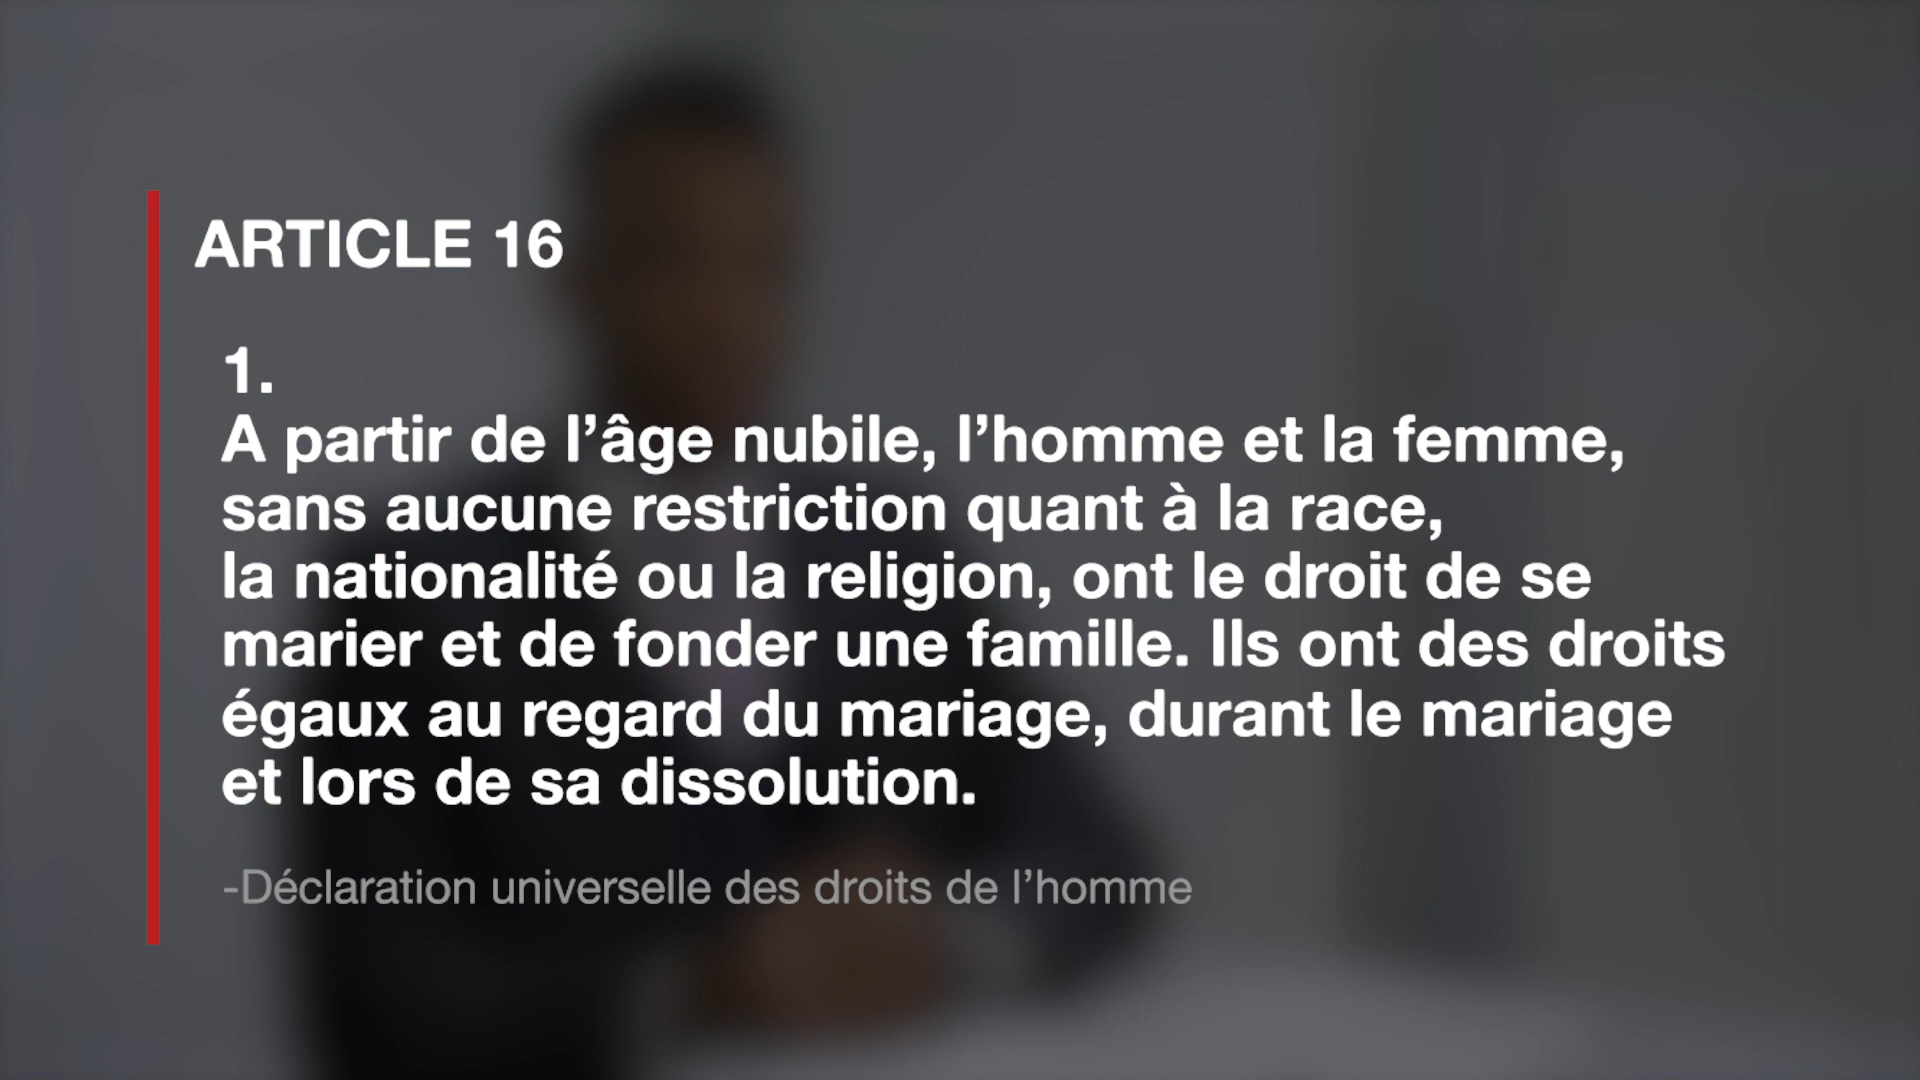 ARTICLE 16
1.
A partir de l’âge nubile, l’homme et la femme,
sans aucune restriction quant à la race,
la nationalité ou la religion, ont le droit de se
marier et de fonder une famille. Ils ont des droits
égaux au regard du mariage, durant le mariage
et lors de sa dissolution.
-Déclaration universelle des droits de l’homme